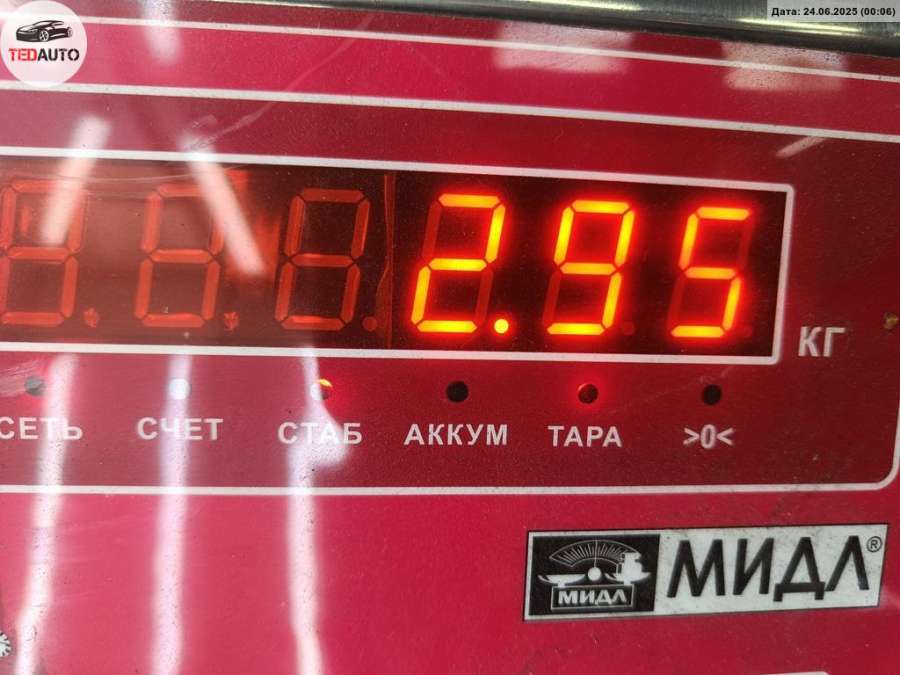 Дата: 24.06.2025 (00:06)
TEDAUTO
2.95
КГ
СЕТЬ СЧЕТ СТАБ АККУМ ТАРА >0<
МИДЛ МИДЛ®